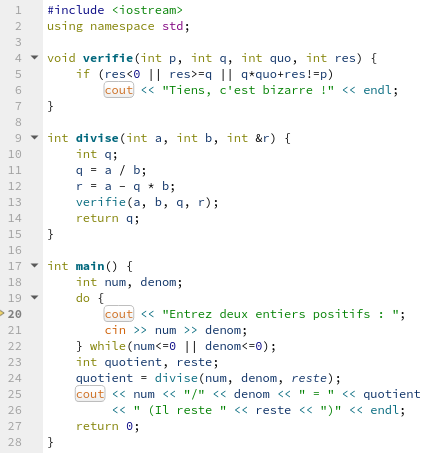 1 #include <iostream>
2 using namespace std;
3
4 void verifie(int p, int q, int quo, int res) {
5     if (res<0 || res>=q || q*quo+res!=p)
6         cout << "Tiens, c'est bizarre !" << endl;
7 }
8
9 int divise(int a, int b, int &r) {
10     int q;
11     q = a / b;
12     r = a - q * b;
13     verifie(a, b, q, r);
14     return q;
15 }
16
17 int main() {
18     int num, denom;
19     do {
20         cout << "Entrez deux entiers positifs : ";
21         cin >> num >> denom;
22     } while(num<=0 || denom<=0);
23     int quotient, reste;
24     quotient = divise(num, denom, reste);
25     cout << num << "/" << denom << " = " << quotient
26          << " (Il reste " << reste << ")" << endl;
27     return 0;
28 }